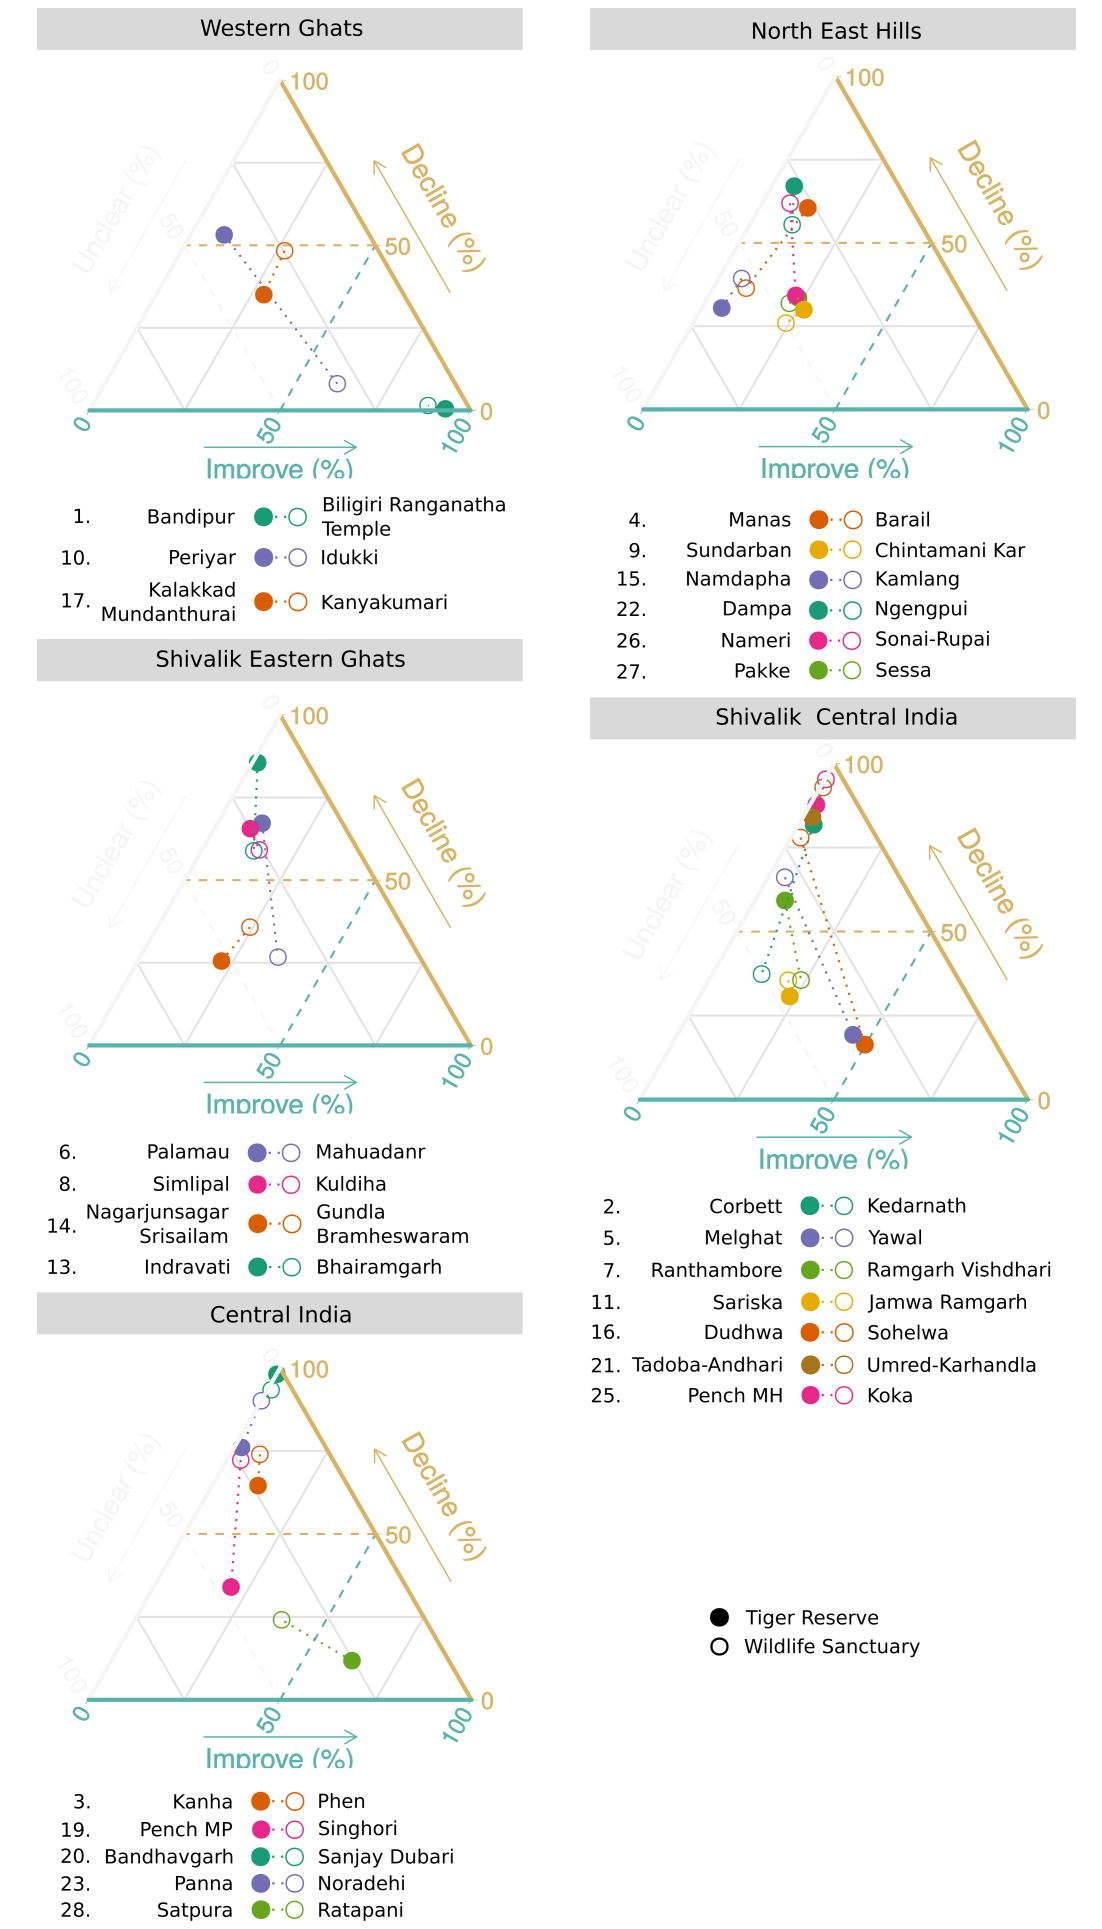 Western Ghats
0
100
Unclear (%)
50
Decline (%)
50
100
0
0
50
100
Improve (%)
1. Bandipur Biligiri Ranganatha
Temple
10. Periyar Idukki
17. Kalakkad
Mundanthurai Kanyakumari
North East Hills
0
100
Unclear (%)
50
Decline (%)
50
100
0
0
50
100
Improve (%)
4. Manas Barail
9. Sundarban Chintamani Kar
15. Namdapha Kamlang
22. Dampa Ngengpui
26. Nameri Sonai-Rupai
27. Pakke Sessa
Shivalik Eastern Ghats
0
100
Unclear (%)
50
Decline (%)
50
100
0
0
50
100
Improve (%)
6. Palamau Mahuadanr
8. Simlipal Kuldiha
14. Nagarjunsagar
Srisailam Gundla
Bramheswaram
13. Indravati Bhairamgarh
Shivalik Central India
0
100
Unclear (%)
50
Decline (%)
50
100
0
0
50
100
Improve (%)
2. Corbett Kedarnath
5. Melghat Yawal
7. Ranthambore Ramgarh Vishdhari
11. Sariska Jamwa Ramgarh
16. Dudhwa Sohelwa
21. Tadoba-Andhari Umred-Karhandla
25. Pench MH Koka
Central India
0
100
Unclear (%)
50
Decline (%)
50
100
0
0
50
100
Improve (%)
3. Kanha Phen
19. Pench MP Singhori
20. Bandhavgarh Sanjay Dubari
23. Panna Noradehi
28. Satpura Ratapani
Tiger Reserve
Wildlife Sanctuary